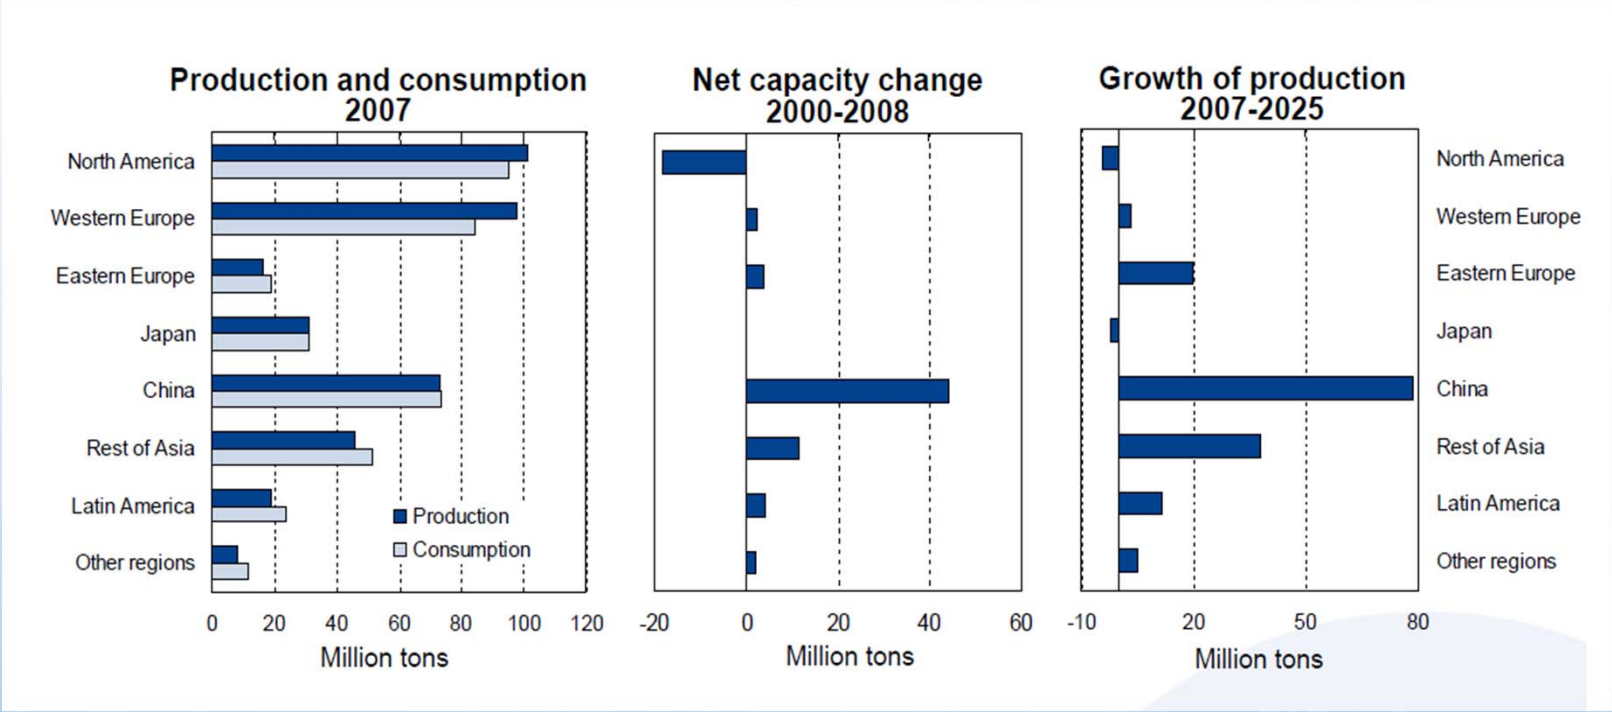 Production and consumption
2007
North America
Western Europe
Eastern Europe
Japan
China
Rest of Asia
Latin America
Other regions
Production
Consumption
0 20 40 60 80 100 120
Million tons
Net capacity change
2000-2008
-20 0 20 40 60
Million tons
Growth of production
2007-2025
North America
Western Europe
Eastern Europe
Japan
China
Rest of Asia
Latin America
Other regions
-10 20 50 80
Million tons